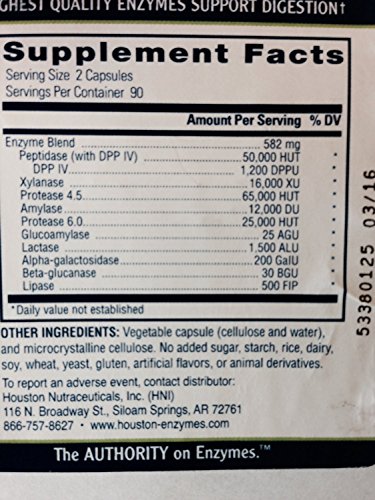 GHEST QUALITY ENZYMES SUPPORT DIGESTION†
Supplement Facts
Serving Size 2 Capsules
Servings Per Container 90
Amount Per Serving % DV
Enzyme Blend 582 mg
Peptidase (with DPP IV) 50,000 HUT *
DPP IV 1,200 DPPU *
Xylanase 16,000 XU *
Protease 4.5 65,000 HUT *
Amylase 12,000 DU *
Protease 6.0 25,000 HUT *
Glucoamylase 25 AGU *
Lactase 1,500 ALU *
Alpha-galactosidase 200 GalU *
Beta-glucanase 30 BGU *
Lipase 500 FIP *
*Daily value not established
OTHER INGREDIENTS: Vegetable capsule (cellulose and water),
and microcrystalline cellulose. No added sugar, starch, rice, dairy,
soy, wheat, yeast, gluten, artificial flavors, or animal derivatives.
To report an adverse event, contact distributor:
Houston Nutraceuticals, Inc. (HNI)
116 N. Broadway St., Siloam Springs, AR 72761
866-757-8627 • www.houston-enzymes.com
The AUTHORITY on Enzymes.™
53380125 03/16